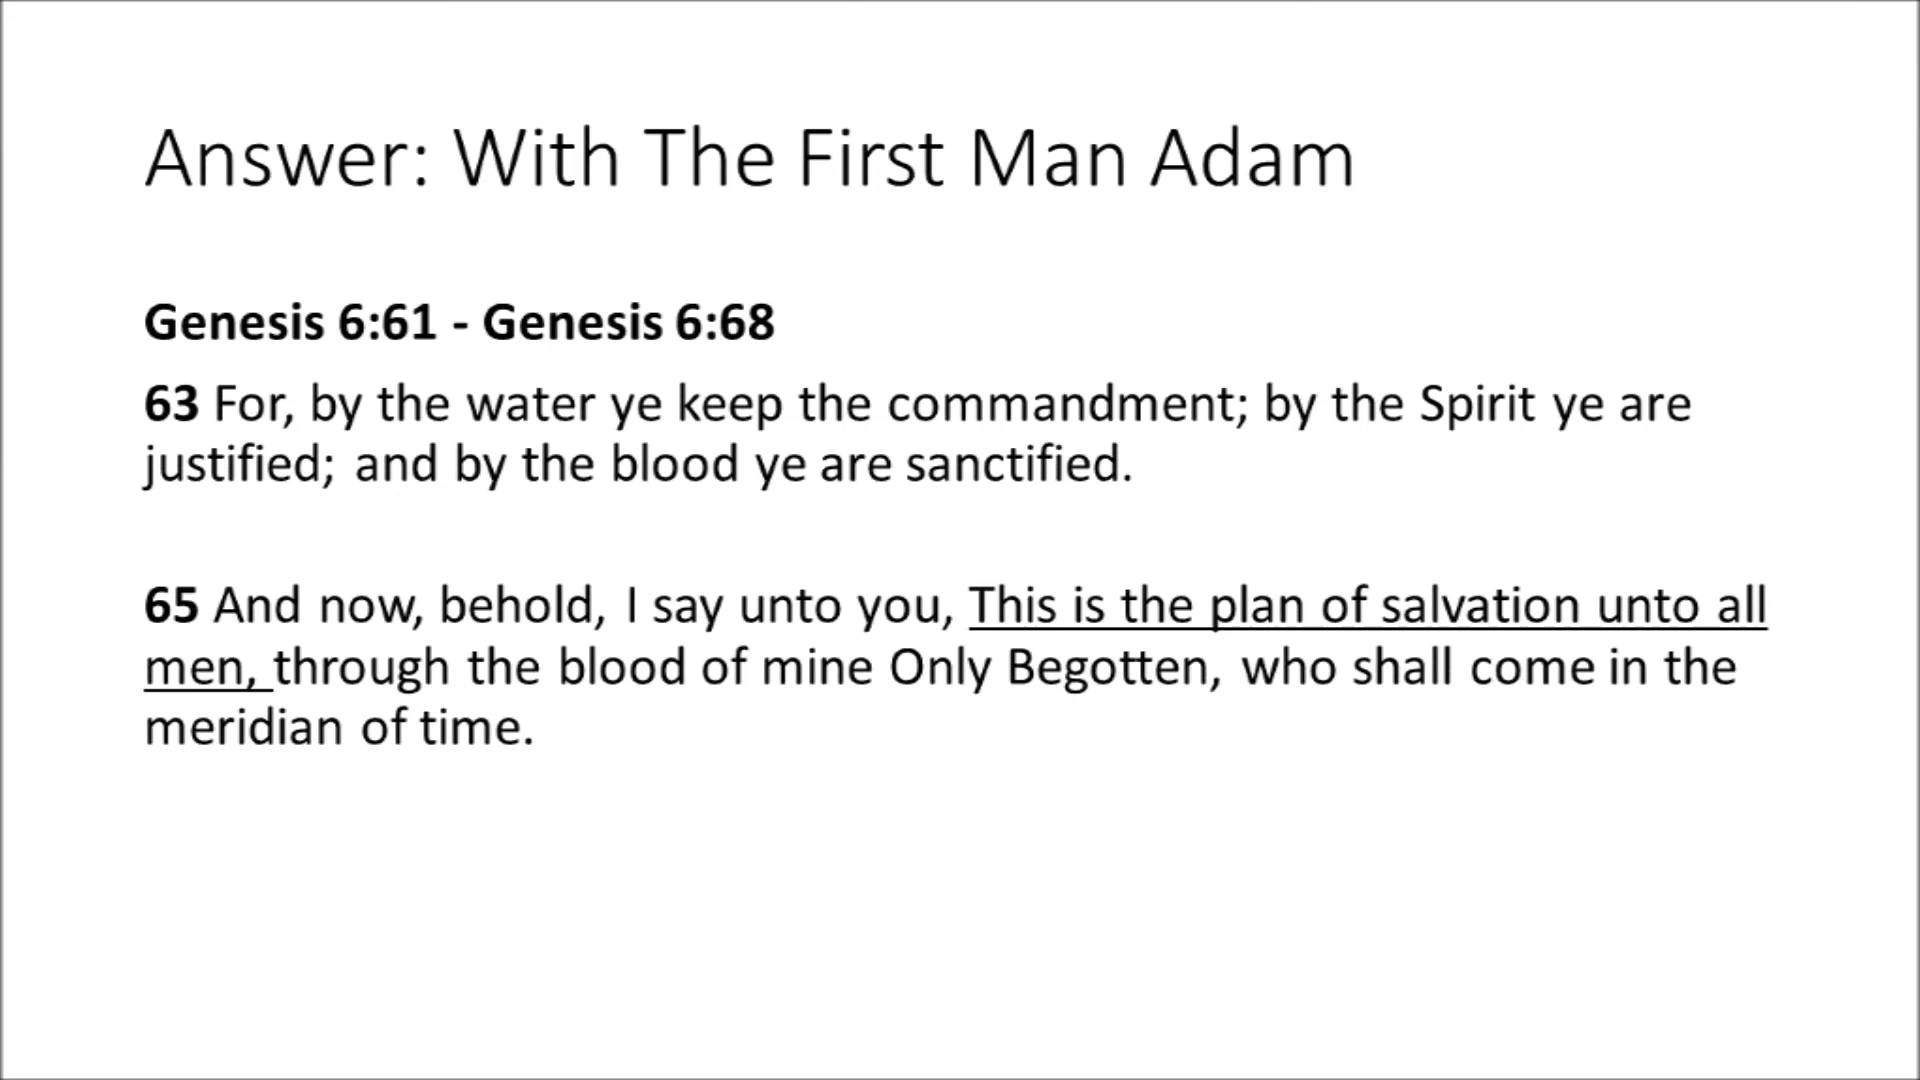 Answer: With The First Man Adam
Genesis 6:61 - Genesis 6:68
63 For, by the water ye keep the commandment; by the Spirit ye are
justified; and by the blood ye are sanctified.
65 And now, behold, I say unto you, This is the plan of salvation unto all
men, through the blood of mine Only Begotten, who shall come in the
meridian of time.